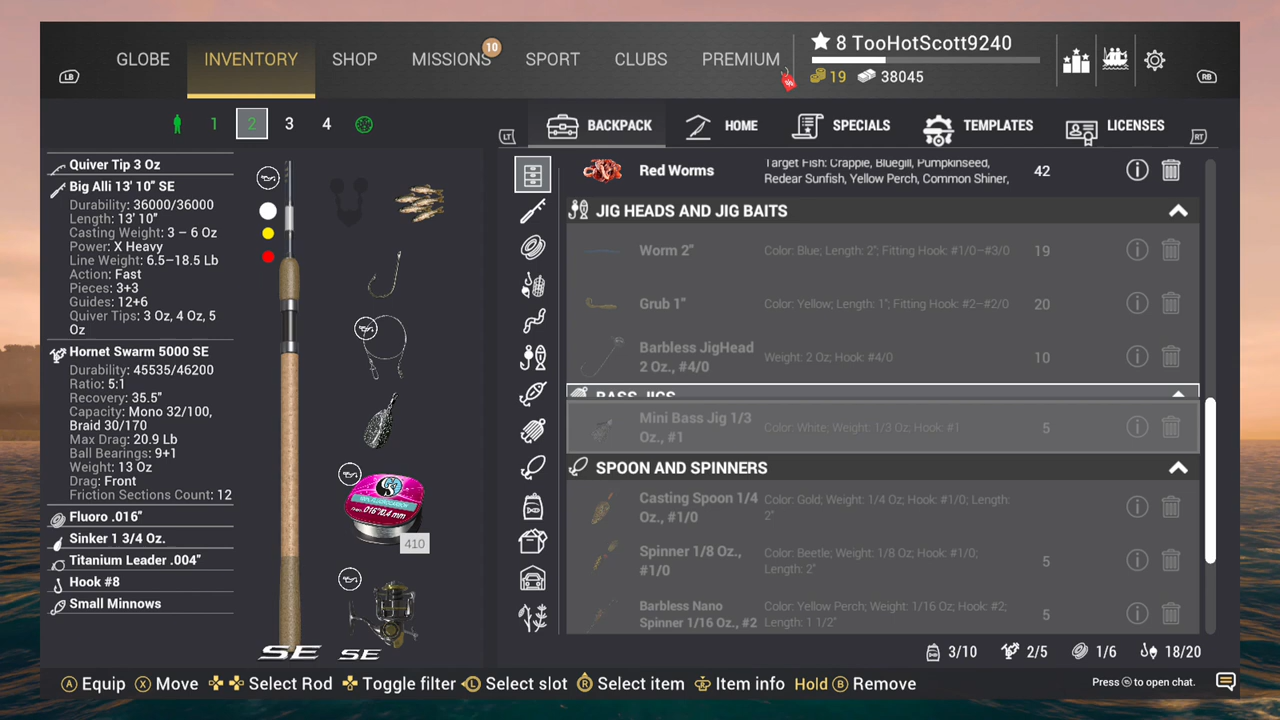 GLOBE
INVENTORY
SHOP
MISSIONS 10
SPORT
CLUBS
PREMIUM
8 TooHotScott9240
19 38045
LB
RB
1 2 3 4
LT
BACKPACK
HOME
SPECIALS
TEMPLATES
LICENSES
RT
Quiver Tip 3 Oz
Big Alli 13' 10" SE
Durability: 36000/36000
Length: 13' 10"
Casting Weight: 3 – 6 Oz
Power: X Heavy
Line Weight: 6.5–18.5 Lb
Action: Fast
Pieces: 3+3
Guides: 12+6
Quiver Tips: 3 Oz, 4 Oz, 5
Oz
Hornet Swarm 5000 SE
Durability: 45535/46200
Ratio: 5:1
Recovery: 35.5"
Capacity: Mono 32/100,
Braid 30/170
Max Drag: 20.9 Lb
Ball Bearings: 9+1
Weight: 13 Oz
Drag: Front
Friction Sections Count: 12
Fluoro .016"
Sinker 1 3/4 Oz.
Titanium Leader .004"
Hook #8
Small Minnows
410
SE SE
Red Worms
Target Fish: Crappie, Bluegill, Pumpkinseed,
Redear Sunfish, Yellow Perch, Common Shiner,
42
JIG HEADS AND JIG BAITS
Worm 2"
Color: Blue; Length: 2"; Fitting Hook: #1/0–#3/0
19
Grub 1"
Color: Yellow; Length: 1"; Fitting Hook: #2–#2/0
20
Barbless JigHead
2 Oz., #4/0
Weight: 2 Oz; Hook: #4/0
10
BASS JIGS
Mini Bass Jig 1/3
Oz., #1
Color: White; Weight: 1/3 Oz; Hook: #1
5
SPOON AND SPINNERS
Casting Spoon 1/4
Oz., #1/0
Color: Gold; Weight: 1/4 Oz; Hook: #1/0; Length:
2"
5
Spinner 1/8 Oz.,
#1/0
Color: Beetle; Weight: 1/8 Oz; Hook: #1/0;
Length: 2"
5
Barbless Nano
Spinner 1/16 Oz., #2
Color: Yellow Perch; Weight: 1/16 Oz; Hook: #2;
Length: 1 1/2"
5
3/10 2/5 1/6 18/20
A Equip X Move Select Rod Toggle filter L Select slot R Select item Item info Hold B Remove
Press to open chat.